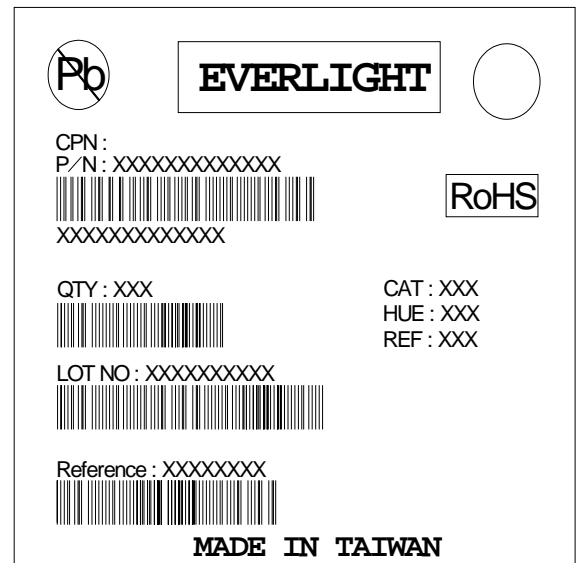 Pb
EVERLIGHT
CPN :
P/N : XXXXXXXXXXXXX
RoHS
XXXXXXXXXXXXX
QTY : XXX
CAT : XXX
HUE : XXX
REF : XXX
LOT NO : XXXXXXXXXX
Reference : XXXXXXXX
MADE IN TAIWAN